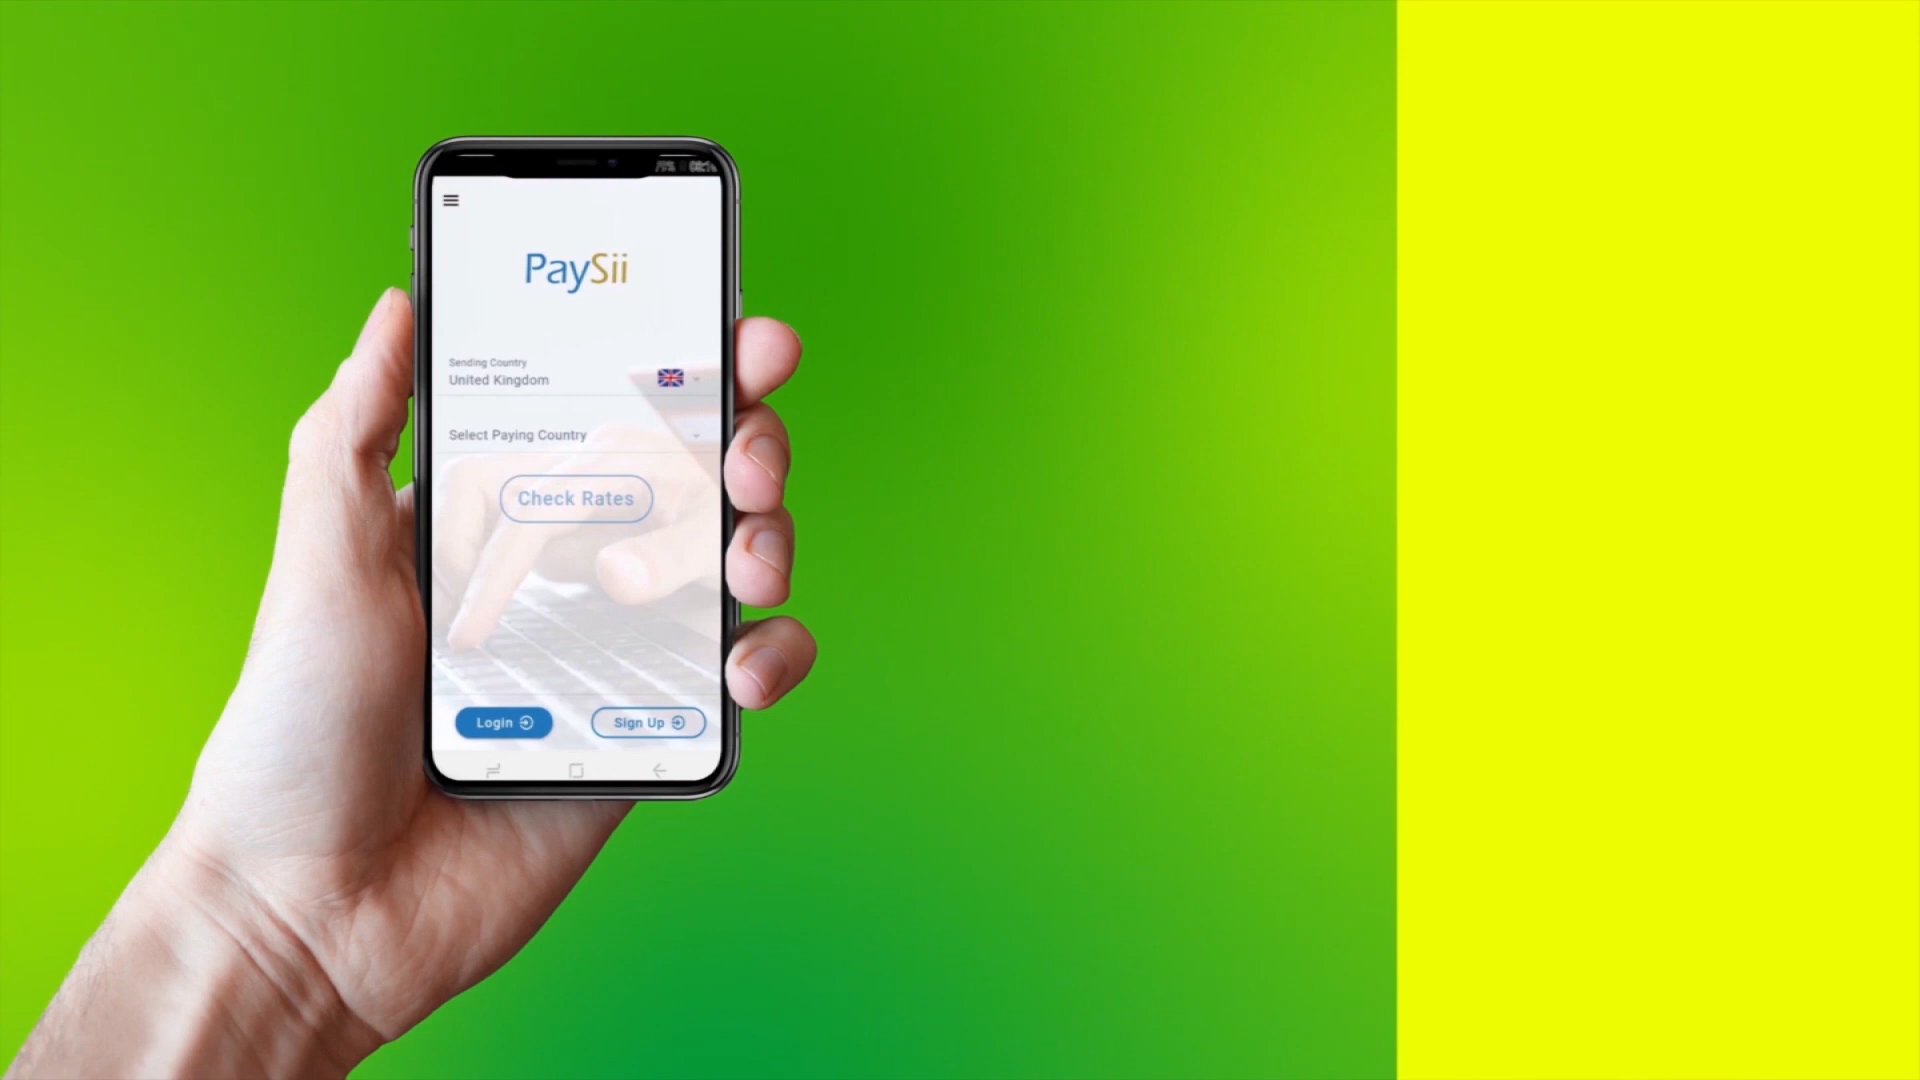 PaySii
Sending Country
United Kingdom
Select Paying Country
Check Rates
Login
Sign Up